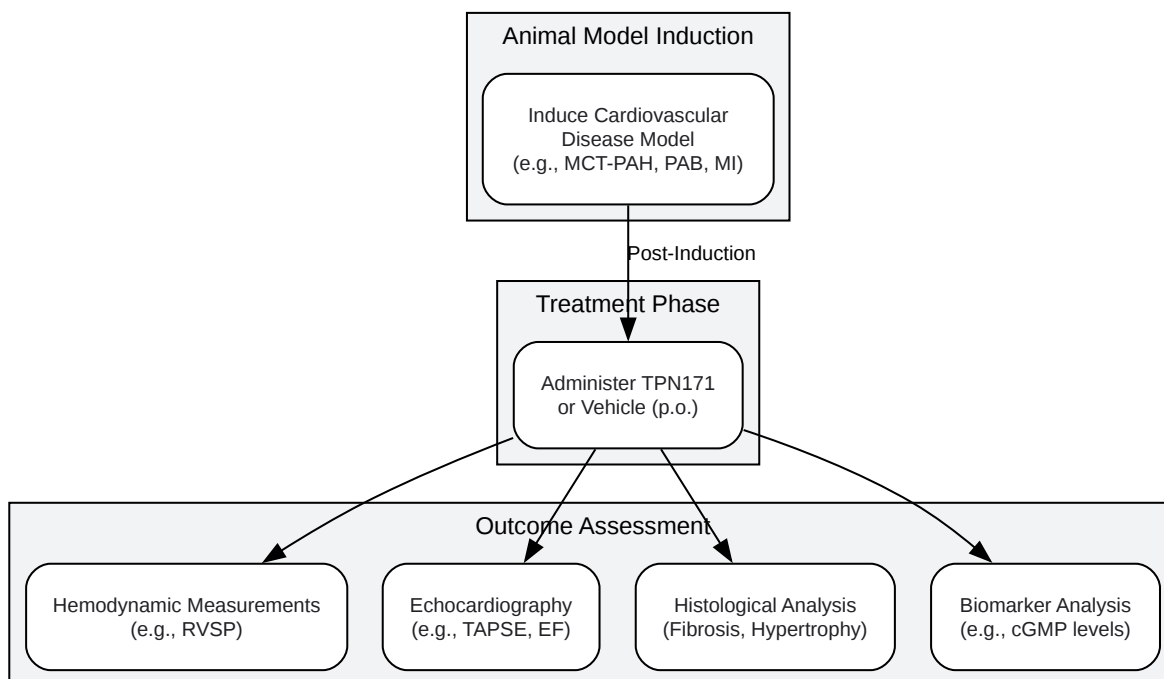 Animal Model Induction
Induce Cardiovascular
Disease Model
(e.g., MCT-PAH, PAB, MI)
Post-Induction
Treatment Phase
Administer TPN171
or Vehicle (p.o.)
Outcome Assessment
Hemodynamic Measurements
(e.g., RVSP)
Echocardiography
(e.g., TAPSE, EF)
Histological Analysis
(Fibrosis, Hypertrophy)
Biomarker Analysis
(e.g., cGMP levels)